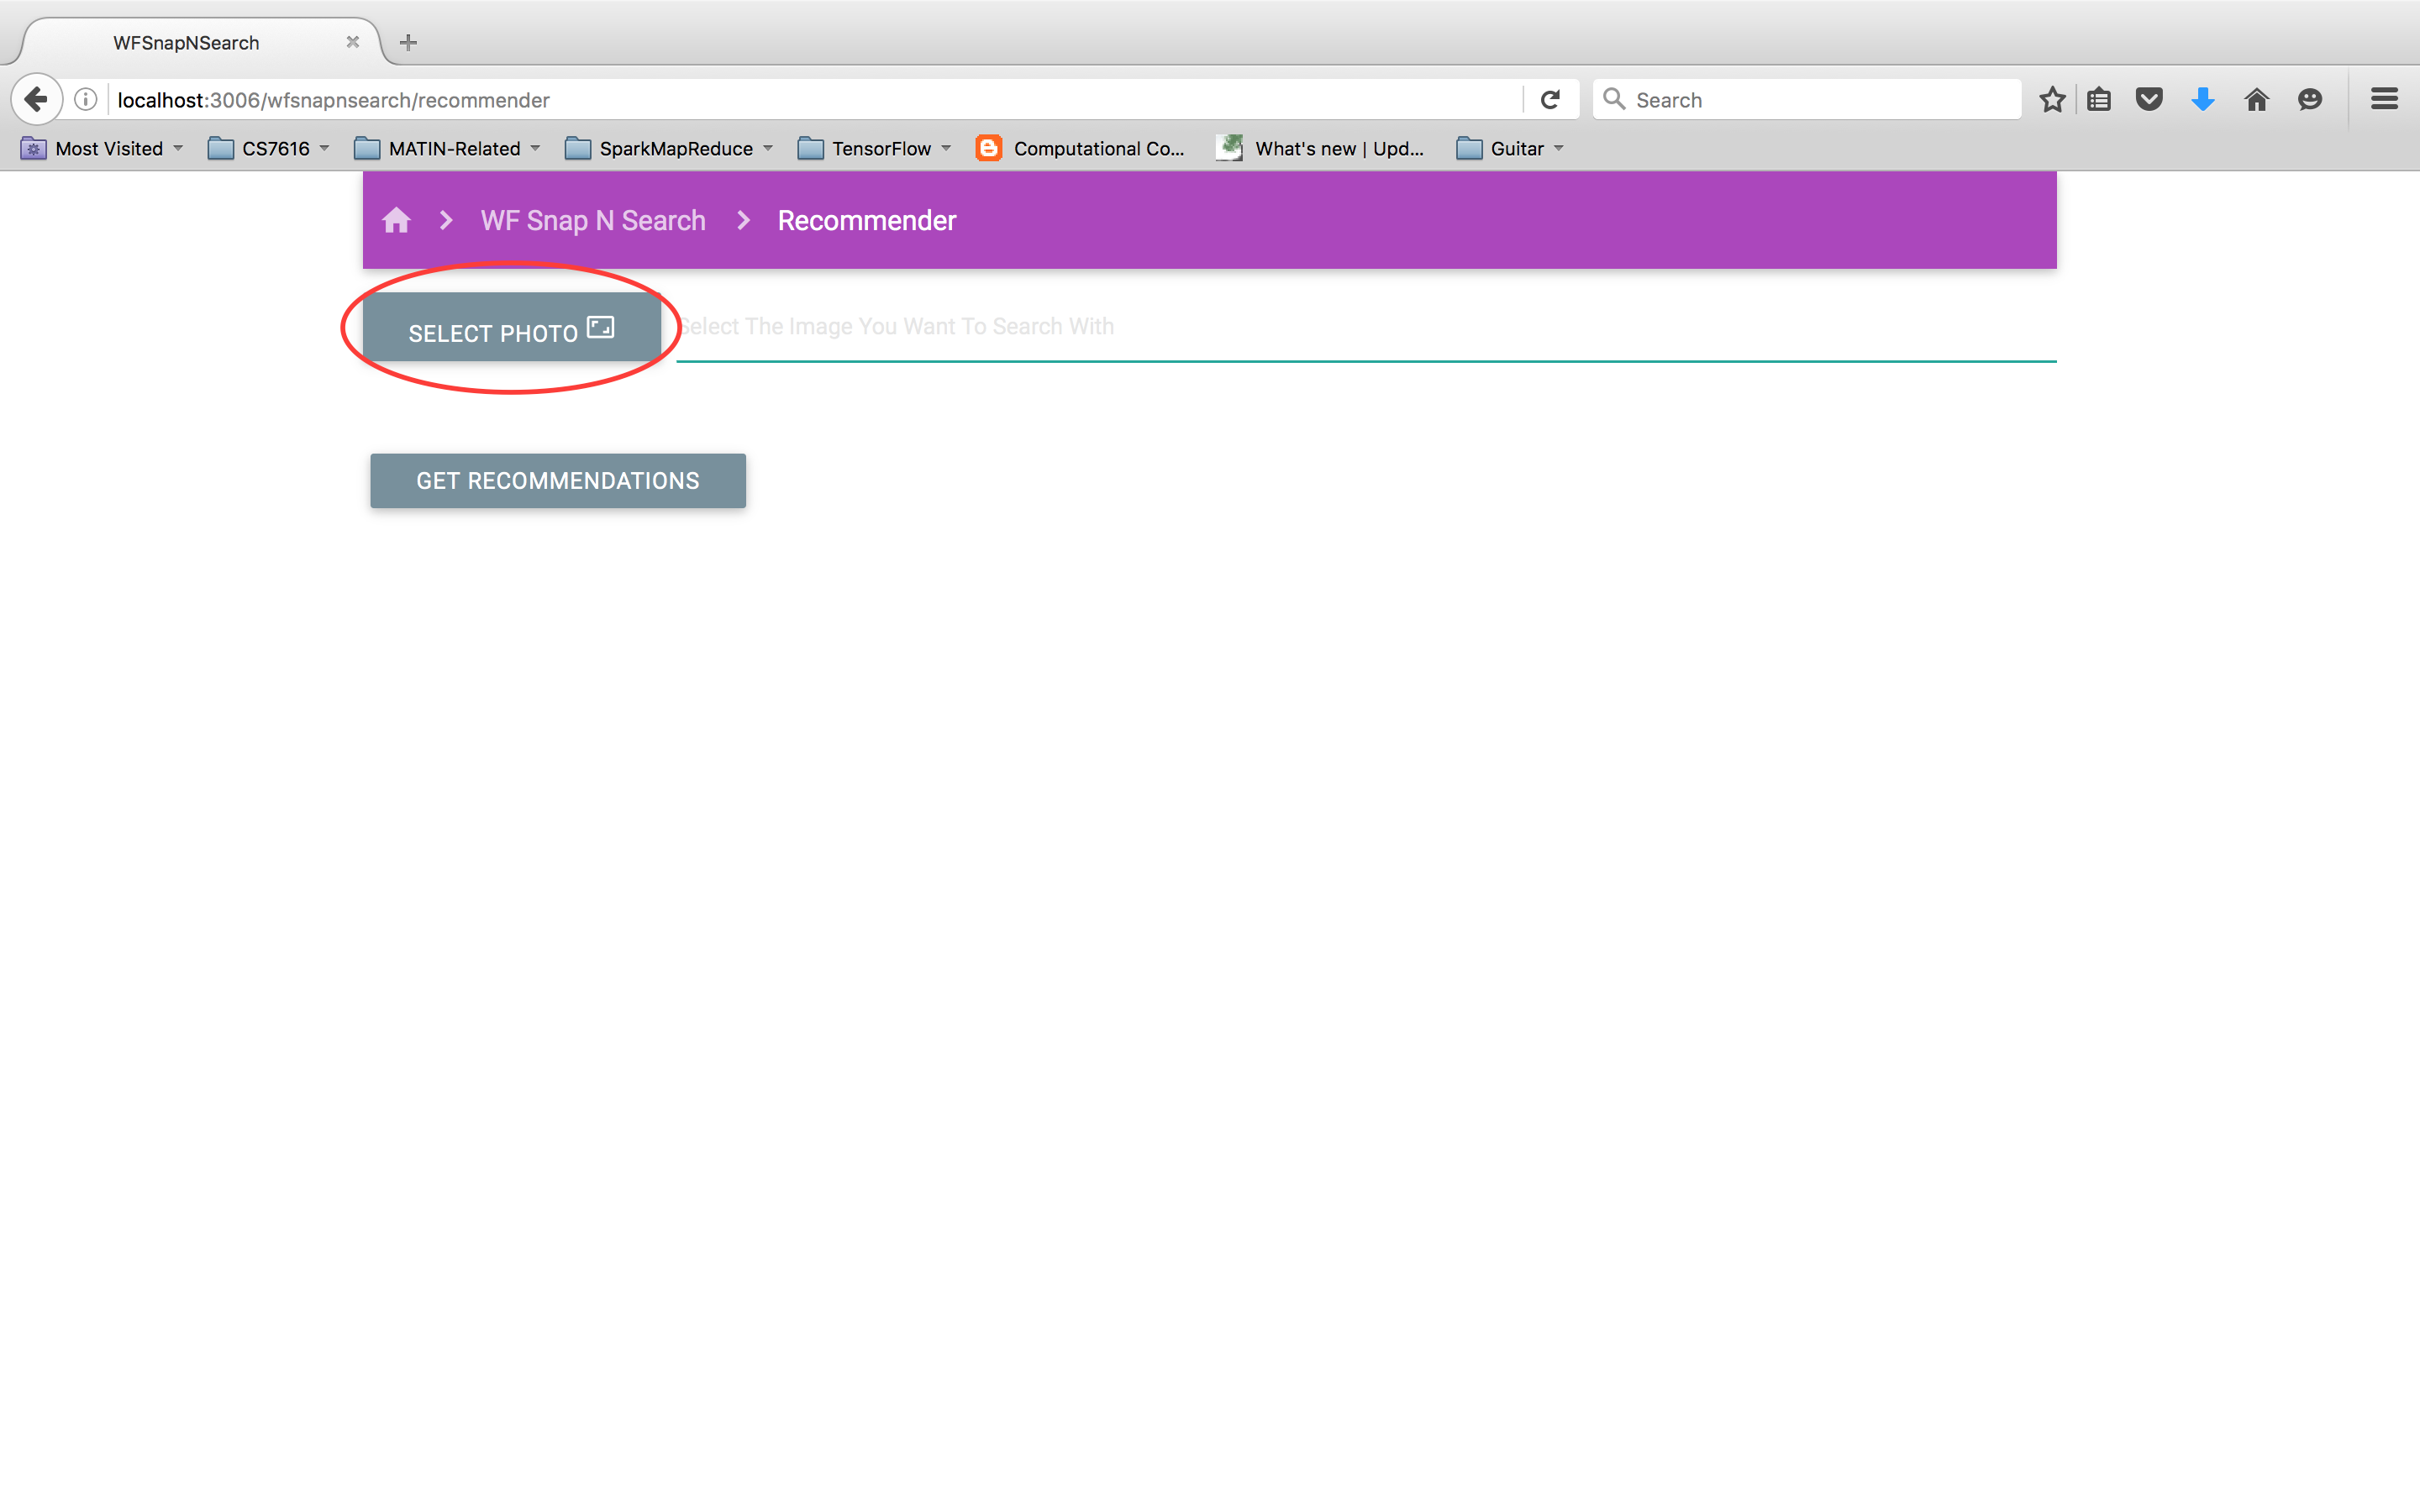 WFSnapNSearch
localhost:3006/wfsnapnsearch/recommender
Search
Most Visited CS7616 MATIN-Related SparkMapReduce TensorFlow Computational Co... What's new | Upd... Guitar
WF Snap N Search Recommender
SELECT PHOTO Select The Image You Want To Search With
GET RECOMMENDATIONS